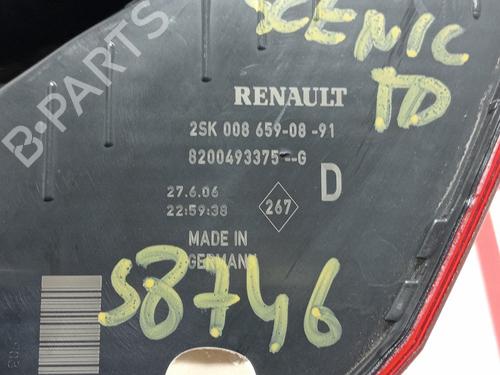 SCENIC
TD
B-PARTS
RENAULT
2SK 008 659-08-91
8200493375--G
D
27.6.06
22:59:38
267
MADE IN
GERMANY
58746